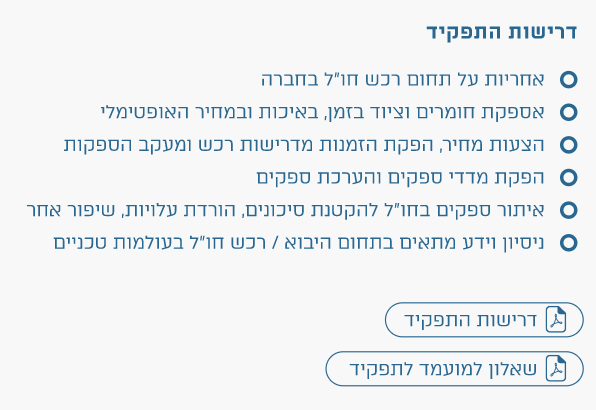 דרישות התפקיד
אחריות על תחום רכש חו"ל בחברה
אספקת חומרים וציוד בזמן, באיכות ובמחיר האופטימלי
הצעות מחיר, הפקת הזמנות מדרישות רכש ומעקב הספקות
הפקת מדדי ספקים והערכת ספקים
איתור ספקים בחו"ל להקטנת סיכונים, הורדת עלויות, שיפור אחר
ניסיון וידע מתאים בתחום היבוא / רכש חו"ל בעולמות טכניים
דרישות התפקיד
שאלון למועמד לתפקיד